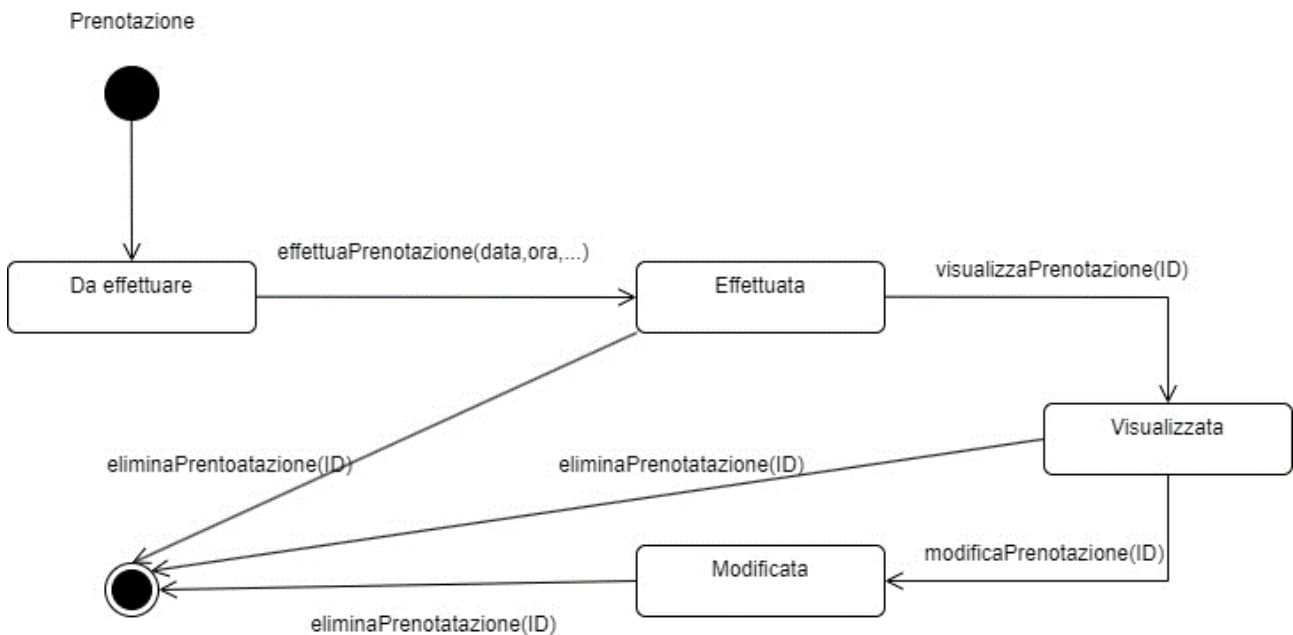 Prenotazione
effettuaPrenotazione(data,ora,...)
Da effettuare
Effettuata
visualizzaPrenotazione(ID)
Visualizzata
eliminaPrentoatazione(ID)
eliminaPrenotatazione(ID)
modificaPrenotazione(ID)
Modificata
eliminaPrenotatazione(ID)